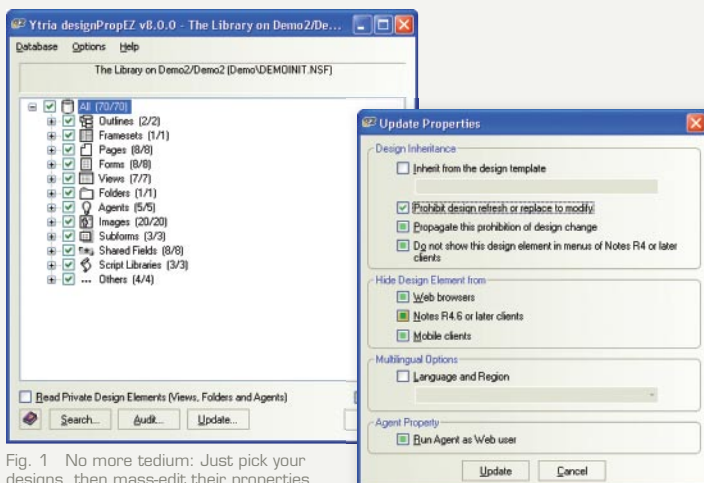 Ytria designPropEZ v8.0.0 - The Library on Demo2/De...
Database Options Help
The Library on Demo2/Demo2 (Demo\DEMOINIT.NSF)
All (70/70)
Outlines (2/2)
Framesets (1/1)
Pages (8/8)
Forms (8/8)
Views (7/7)
Folders (1/1)
Agents (5/5)
Images (20/20)
Subforms (3/3)
Shared Fields (8/8)
Script Libraries (3/3)
... Others (4/4)
Read Private Design Elements (Views, Folders and Agents)
Search... Audit... Update...
Update Properties
Design Inheritance
Inherit from the design template
Prohibit design refresh or replace to modify
Propagate this prohibition of design change
Do not show this design element in menus of Notes R4 or later
clients
Hide Design Element from
Web browsers
Notes R4.6 or later clients
Mobile clients
Multilingual Options
Language and Region
Agent Property
Run Agent as Web user
Update Cancel
Fig. 1 No more tedium: Just pick your
designs, then mass-edit their properties